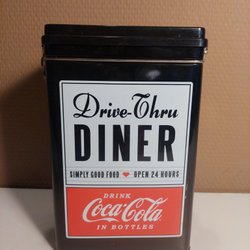 Drive-Thru
DINER
SIMPLY GOOD FOOD ♥ OPEN 24 HOURS
DRINK
Coca-Cola
IN BOTTLES